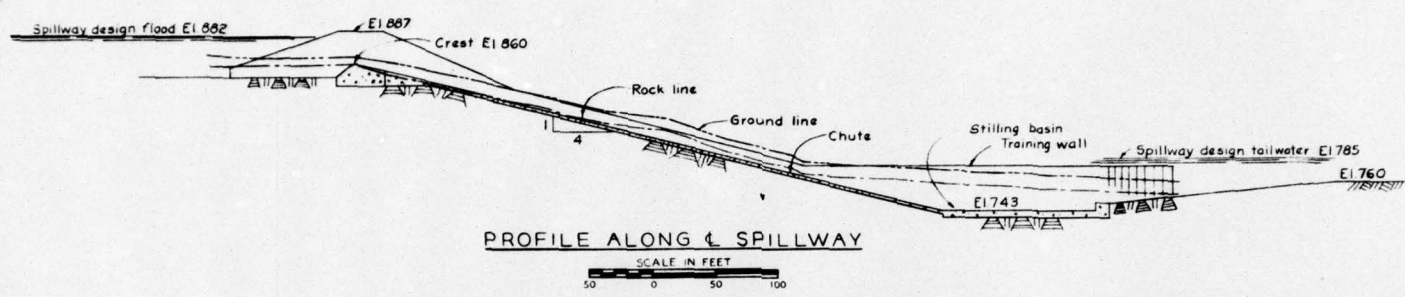 Spillway design flood El. 882
El. 887
Crest El. 860
Rock line
1
4
Ground line
Chute
Stilling basin
Training wall
Spillway design tailwater El. 785
El. 760
El. 743
PROFILE ALONG ℄ SPILLWAY
SCALE IN FEET
50 0 50 100